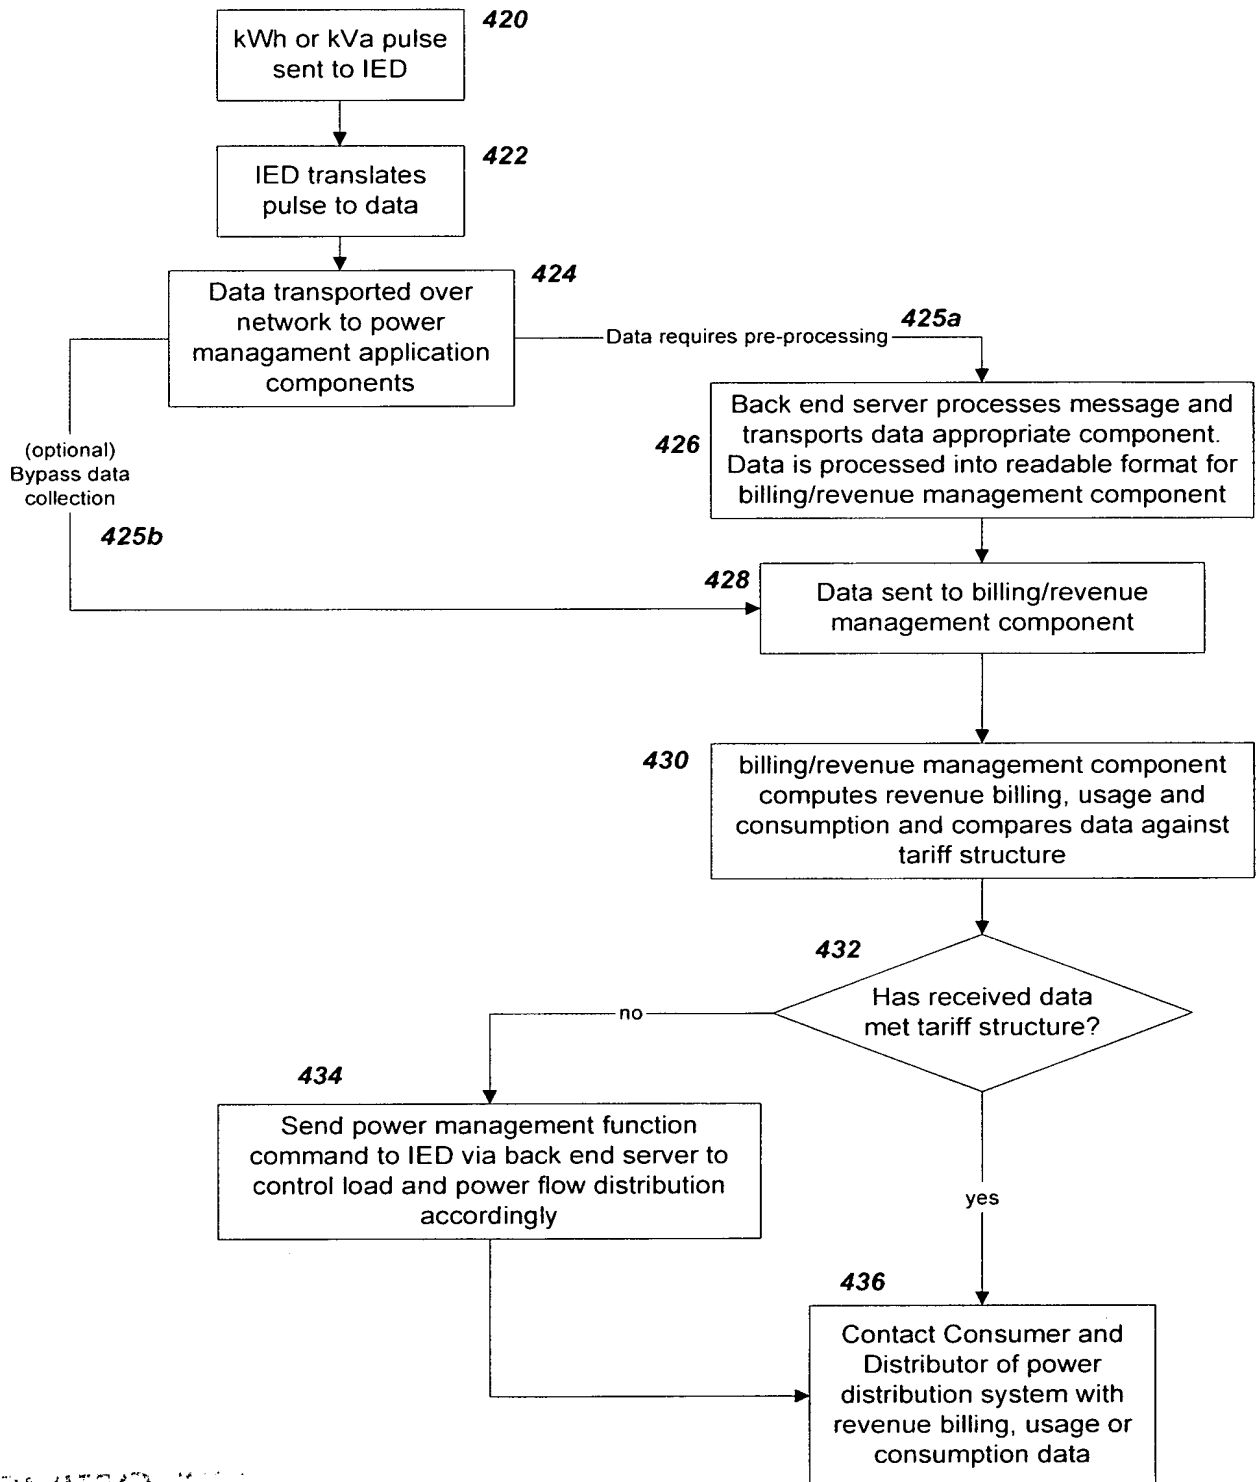 420
kWh or kVa pulse
sent to IED
422
IED translates
pulse to data
424
Data transported over
network to power
managament application
components
425a
Data requires pre-processing
(optional)
Bypass data
collection
425b
426
Back end server processes message and
transports data appropriate component.
Data is processed into readable format for
billing/revenue management component
428
Data sent to billing/revenue
management component
430
billing/revenue management component
computes revenue billing, usage and
consumption and compares data against
tariff structure
432
Has received data
met tariff structure?
no
434
Send power management function
command to IED via back end server to
control load and power flow distribution
accordingly
yes
436
Contact Consumer and
Distributor of power
distribution system with
revenue billing, usage or
consumption data